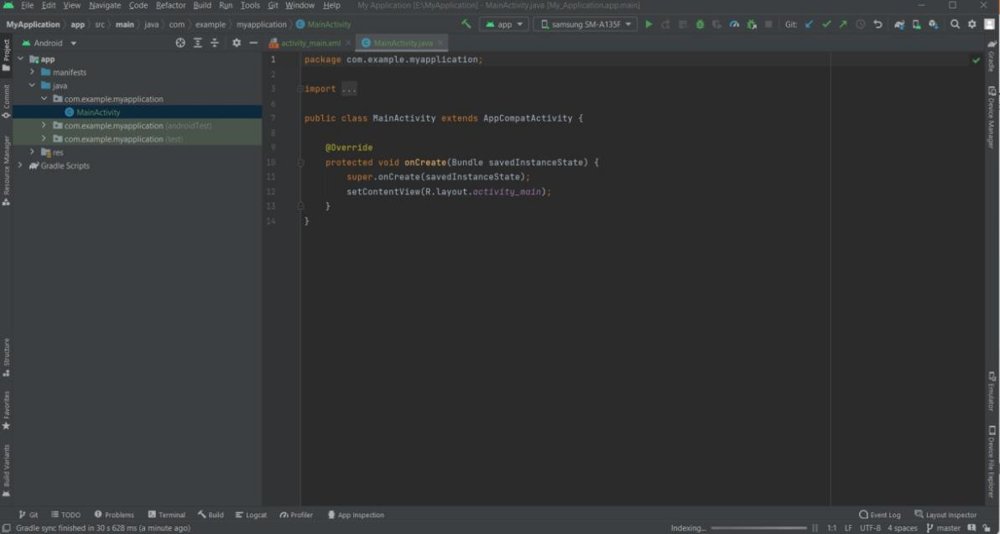 File Edit View Navigate Code Refactor Build Run Tools Git Window Help My Application [E:\MyApplication] - MainActivity.java [My_Application.app.main]
MyApplication app src main java com example myapplication MainActivity app samsung SM-A135F Git:
Project
Commit
Resource Manager
Structure
Favorites
Build Variants
Android
app
manifests
java
com.example.myapplication
MainActivity
com.example.myapplication (androidTest)
com.example.myapplication (test)
res
Gradle Scripts
activity_main.xml MainActivity.java
1 package com.example.myapplication;
2
3 import ...
6
7 public class MainActivity extends AppCompatActivity {
8
9 @Override
10 protected void onCreate(Bundle savedInstanceState) {
11 super.onCreate(savedInstanceState);
12 setContentView(R.layout.activity_main);
13 }
14 }
Gradle
Device Manager
Emulator
Device File Explorer
Git TODO Problems Terminal Build Logcat Profiler App Inspection Event Log Layout Inspector
Gradle sync finished in 30 s 628 ms (a minute ago) Indexing... 1:1 LF UTF-8 4 spaces master